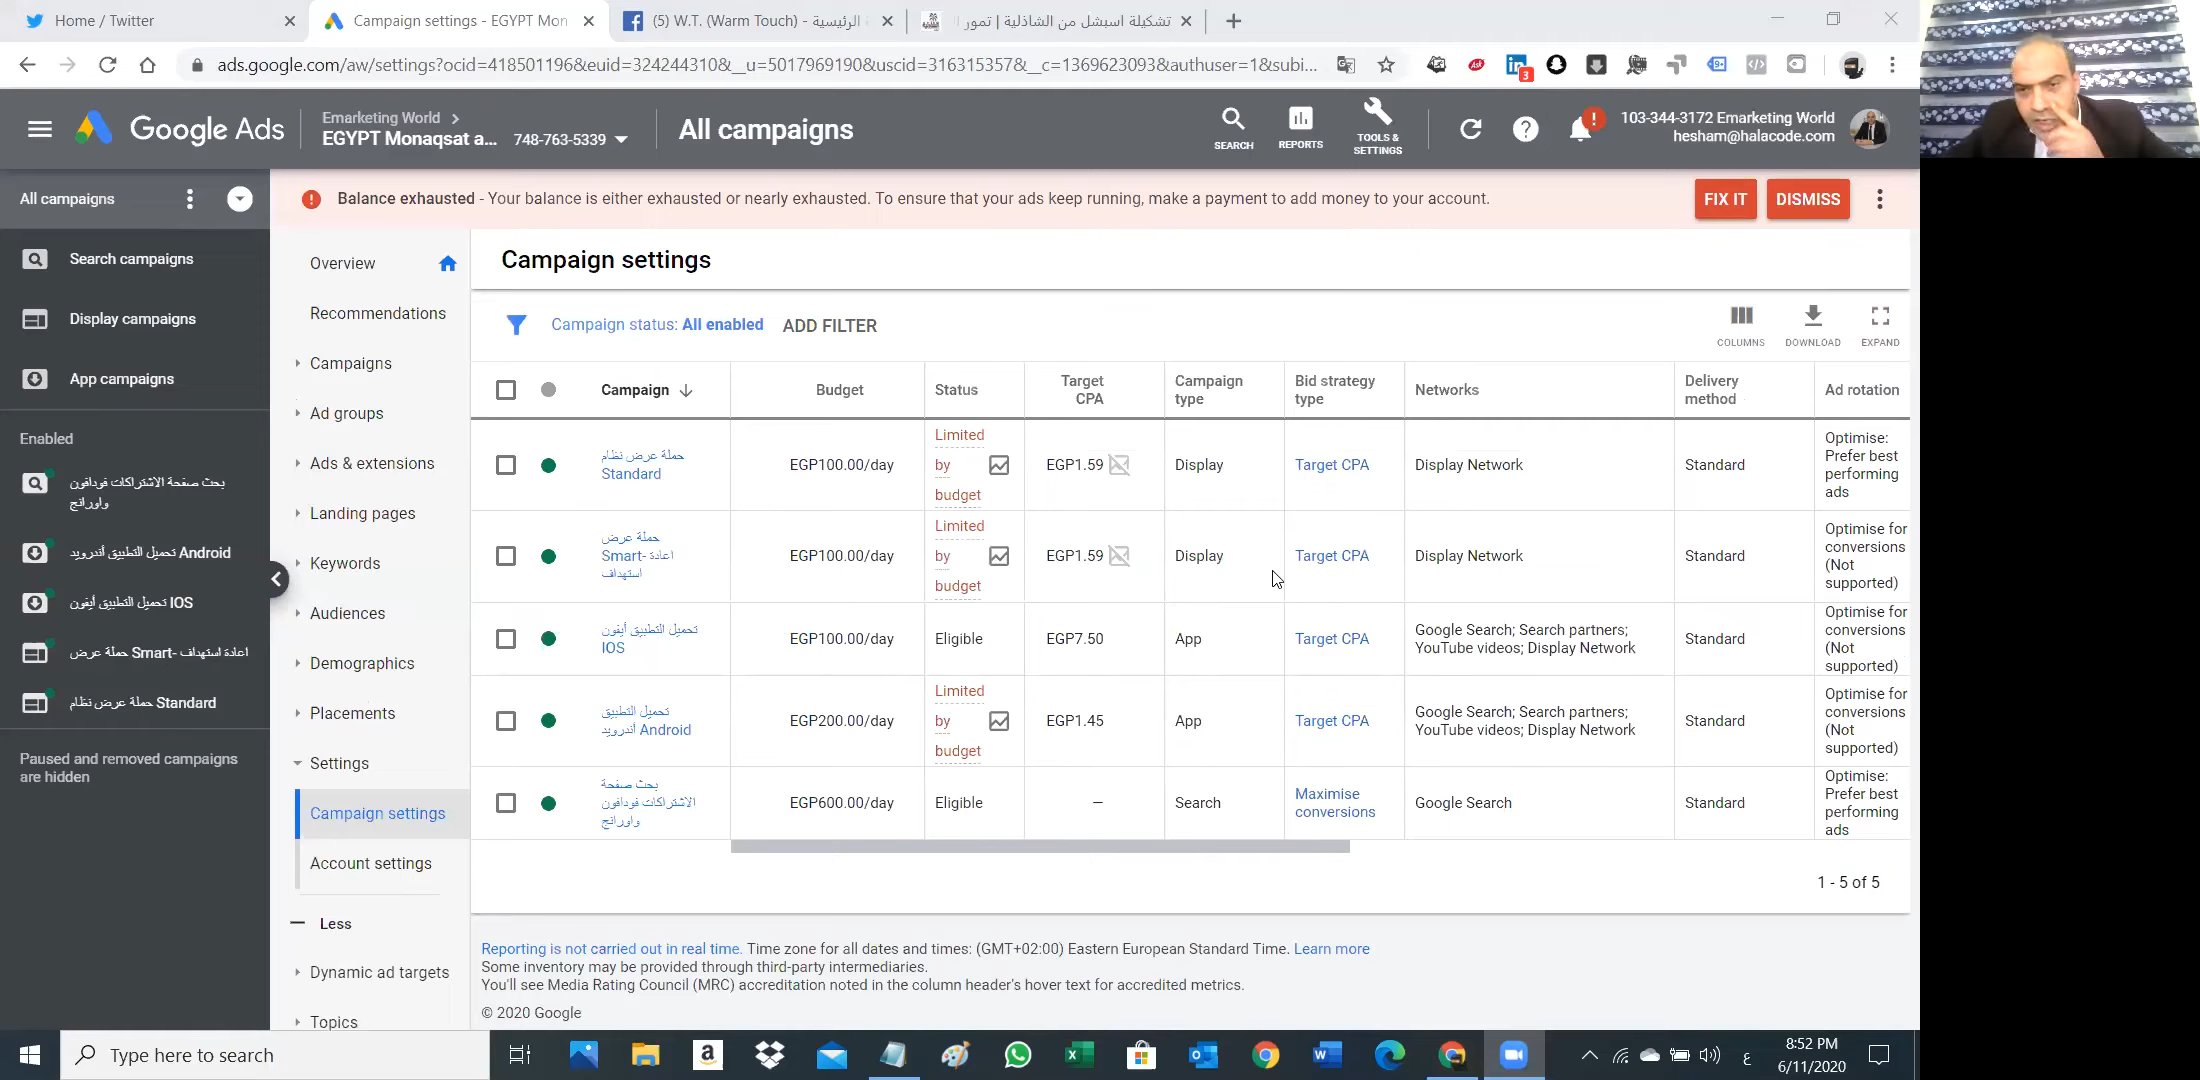 Home / Twitter
Campaign settings - EGYPT Mon
(5) W.T. (Warm Touch) - الرئيسية
تشكيلة اسبشل من الشاذلية | تمور
ads.google.com/aw/settings?ocid=418501196&euid=324244310&__u=5017969190&uscid=316315357&__c=1369623093&authuser=1&subi...
Google Ads
Emarketing World
EGYPT Monaqsat a...
748-763-5339
All campaigns
SEARCH
REPORTS
TOOLS &
SETTINGS
103-344-3172 Emarketing World
hesham@halacode.com
All campaigns
Balance exhausted - Your balance is either exhausted or nearly exhausted. To ensure that your ads keep running, make a payment to add money to your account.
FIX IT
DISMISS
Search campaigns
Display campaigns
App campaigns
Enabled
بحث صفحة الاشتراكات فودافون
واورانج
تحميل التطبيق أندرويد Android
تحميل التطبيق أيفون IOS
حملة عرض Smart- اعادة استهداف
حملة عرض نظام Standard
Paused and removed campaigns
are hidden
Overview
Recommendations
Campaigns
Ad groups
Ads & extensions
Landing pages
Keywords
Audiences
Demographics
Placements
Settings
Campaign settings
Account settings
Less
Dynamic ad targets
Topics
Campaign settings
Campaign status: All enabled
ADD FILTER
COLUMNS
DOWNLOAD
EXPAND
Campaign
Budget
Status
Target
CPA
Campaign
type
Bid strategy
type
Networks
Delivery
method
Ad rotation
حملة عرض نظام
Standard
EGP100.00/day
Limited
by
budget
EGP1.59
Display
Target CPA
Display Network
Standard
Optimise:
Prefer best
performing
ads
حملة عرض
Smart- اعادة
استهداف
EGP100.00/day
Limited
by
budget
EGP1.59
Display
Target CPA
Display Network
Standard
Optimise for
conversions
(Not
supported)
تحميل التطبيق أيفون
IOS
EGP100.00/day
Eligible
EGP7.50
App
Target CPA
Google Search; Search partners;
YouTube videos; Display Network
Standard
Optimise for
conversions
(Not
supported)
تحميل التطبيق
أندرويد Android
EGP200.00/day
Limited
by
budget
EGP1.45
App
Target CPA
Google Search; Search partners;
YouTube videos; Display Network
Standard
Optimise for
conversions
(Not
supported)
بحث صفحة
الاشتراكات فودافون
واورانج
EGP600.00/day
Eligible
–
Search
Maximise
conversions
Google Search
Standard
Optimise:
Prefer best
performing
ads
1 - 5 of 5
Reporting is not carried out in real time. Time zone for all dates and times: (GMT+02:00) Eastern European Standard Time. Learn more
Some inventory may be provided through third-party intermediaries.
You'll see Media Rating Council (MRC) accreditation noted in the column header's hover text for accredited metrics.
© 2020 Google
Type here to search
ع
8:52 PM
6/11/2020